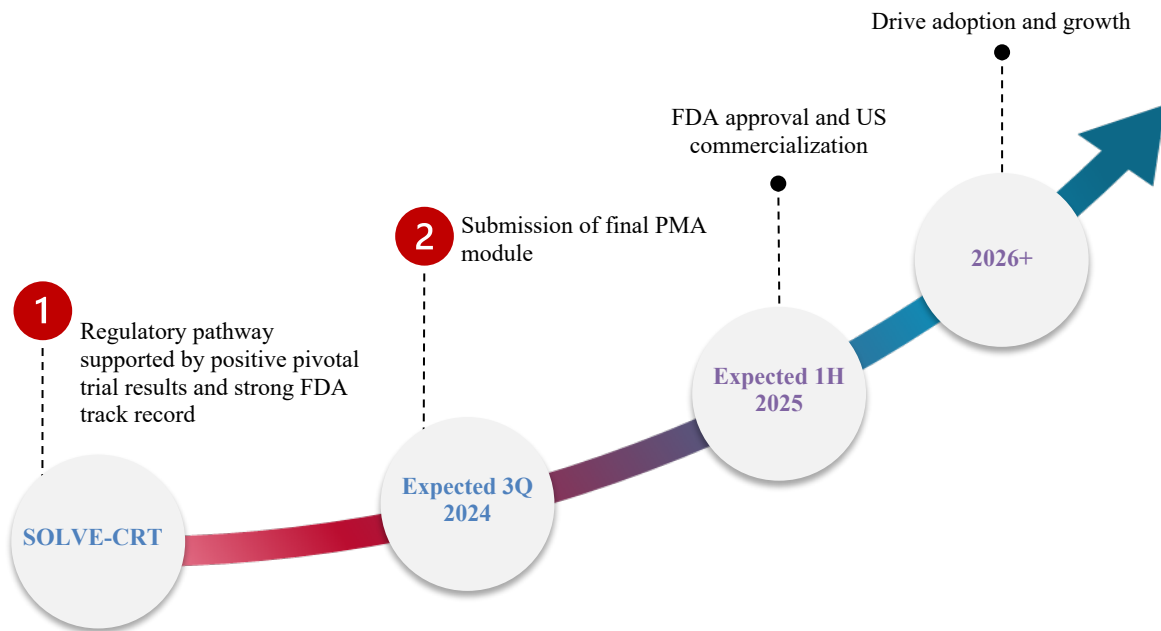 1
Regulatory pathway
supported by positive pivotal
trial results and strong FDA
track record
SOLVE-CRT
2
Submission of final PMA
module
Expected 3Q
2024
FDA approval and US
commercialization
Expected 1H
2025
Drive adoption and growth
2026+